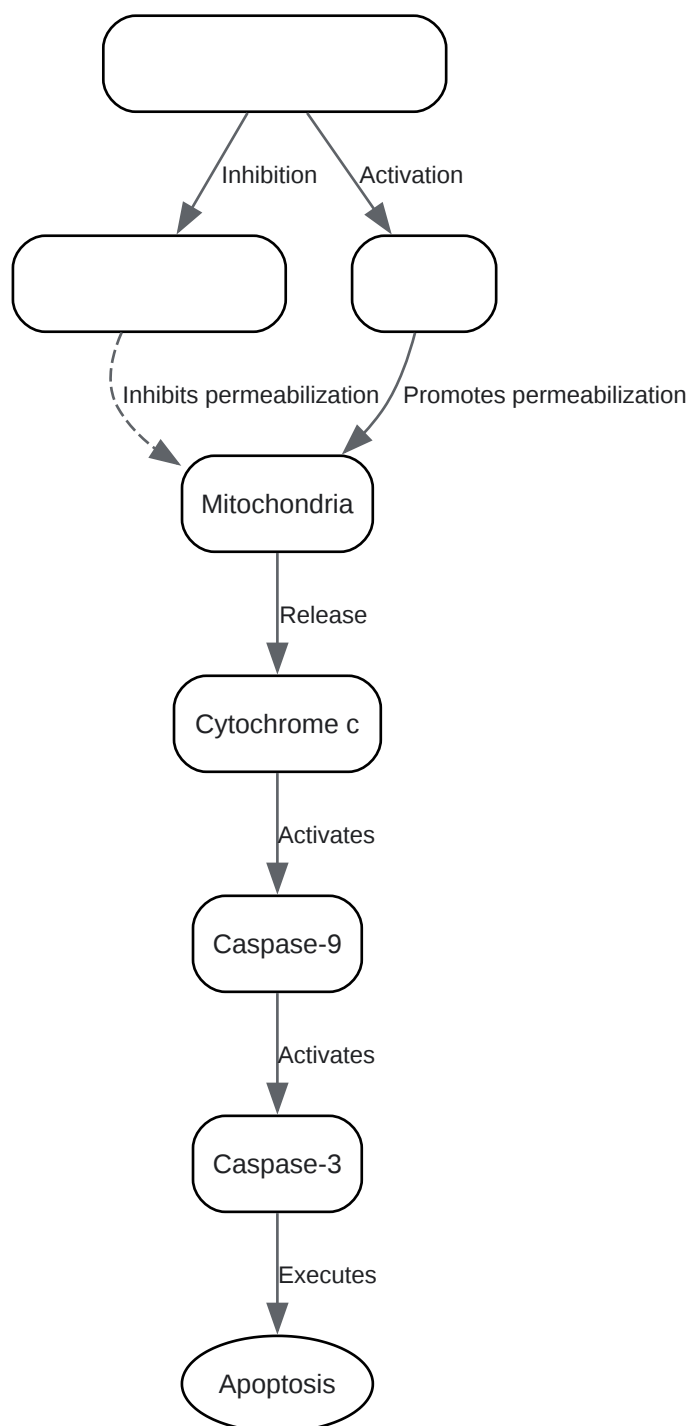 Inhibition
Activation
Inhibits permeabilization
Promotes permeabilization
Mitochondria
Release
Cytochrome c
Activates
Caspase-9
Activates
Caspase-3
Executes
Apoptosis